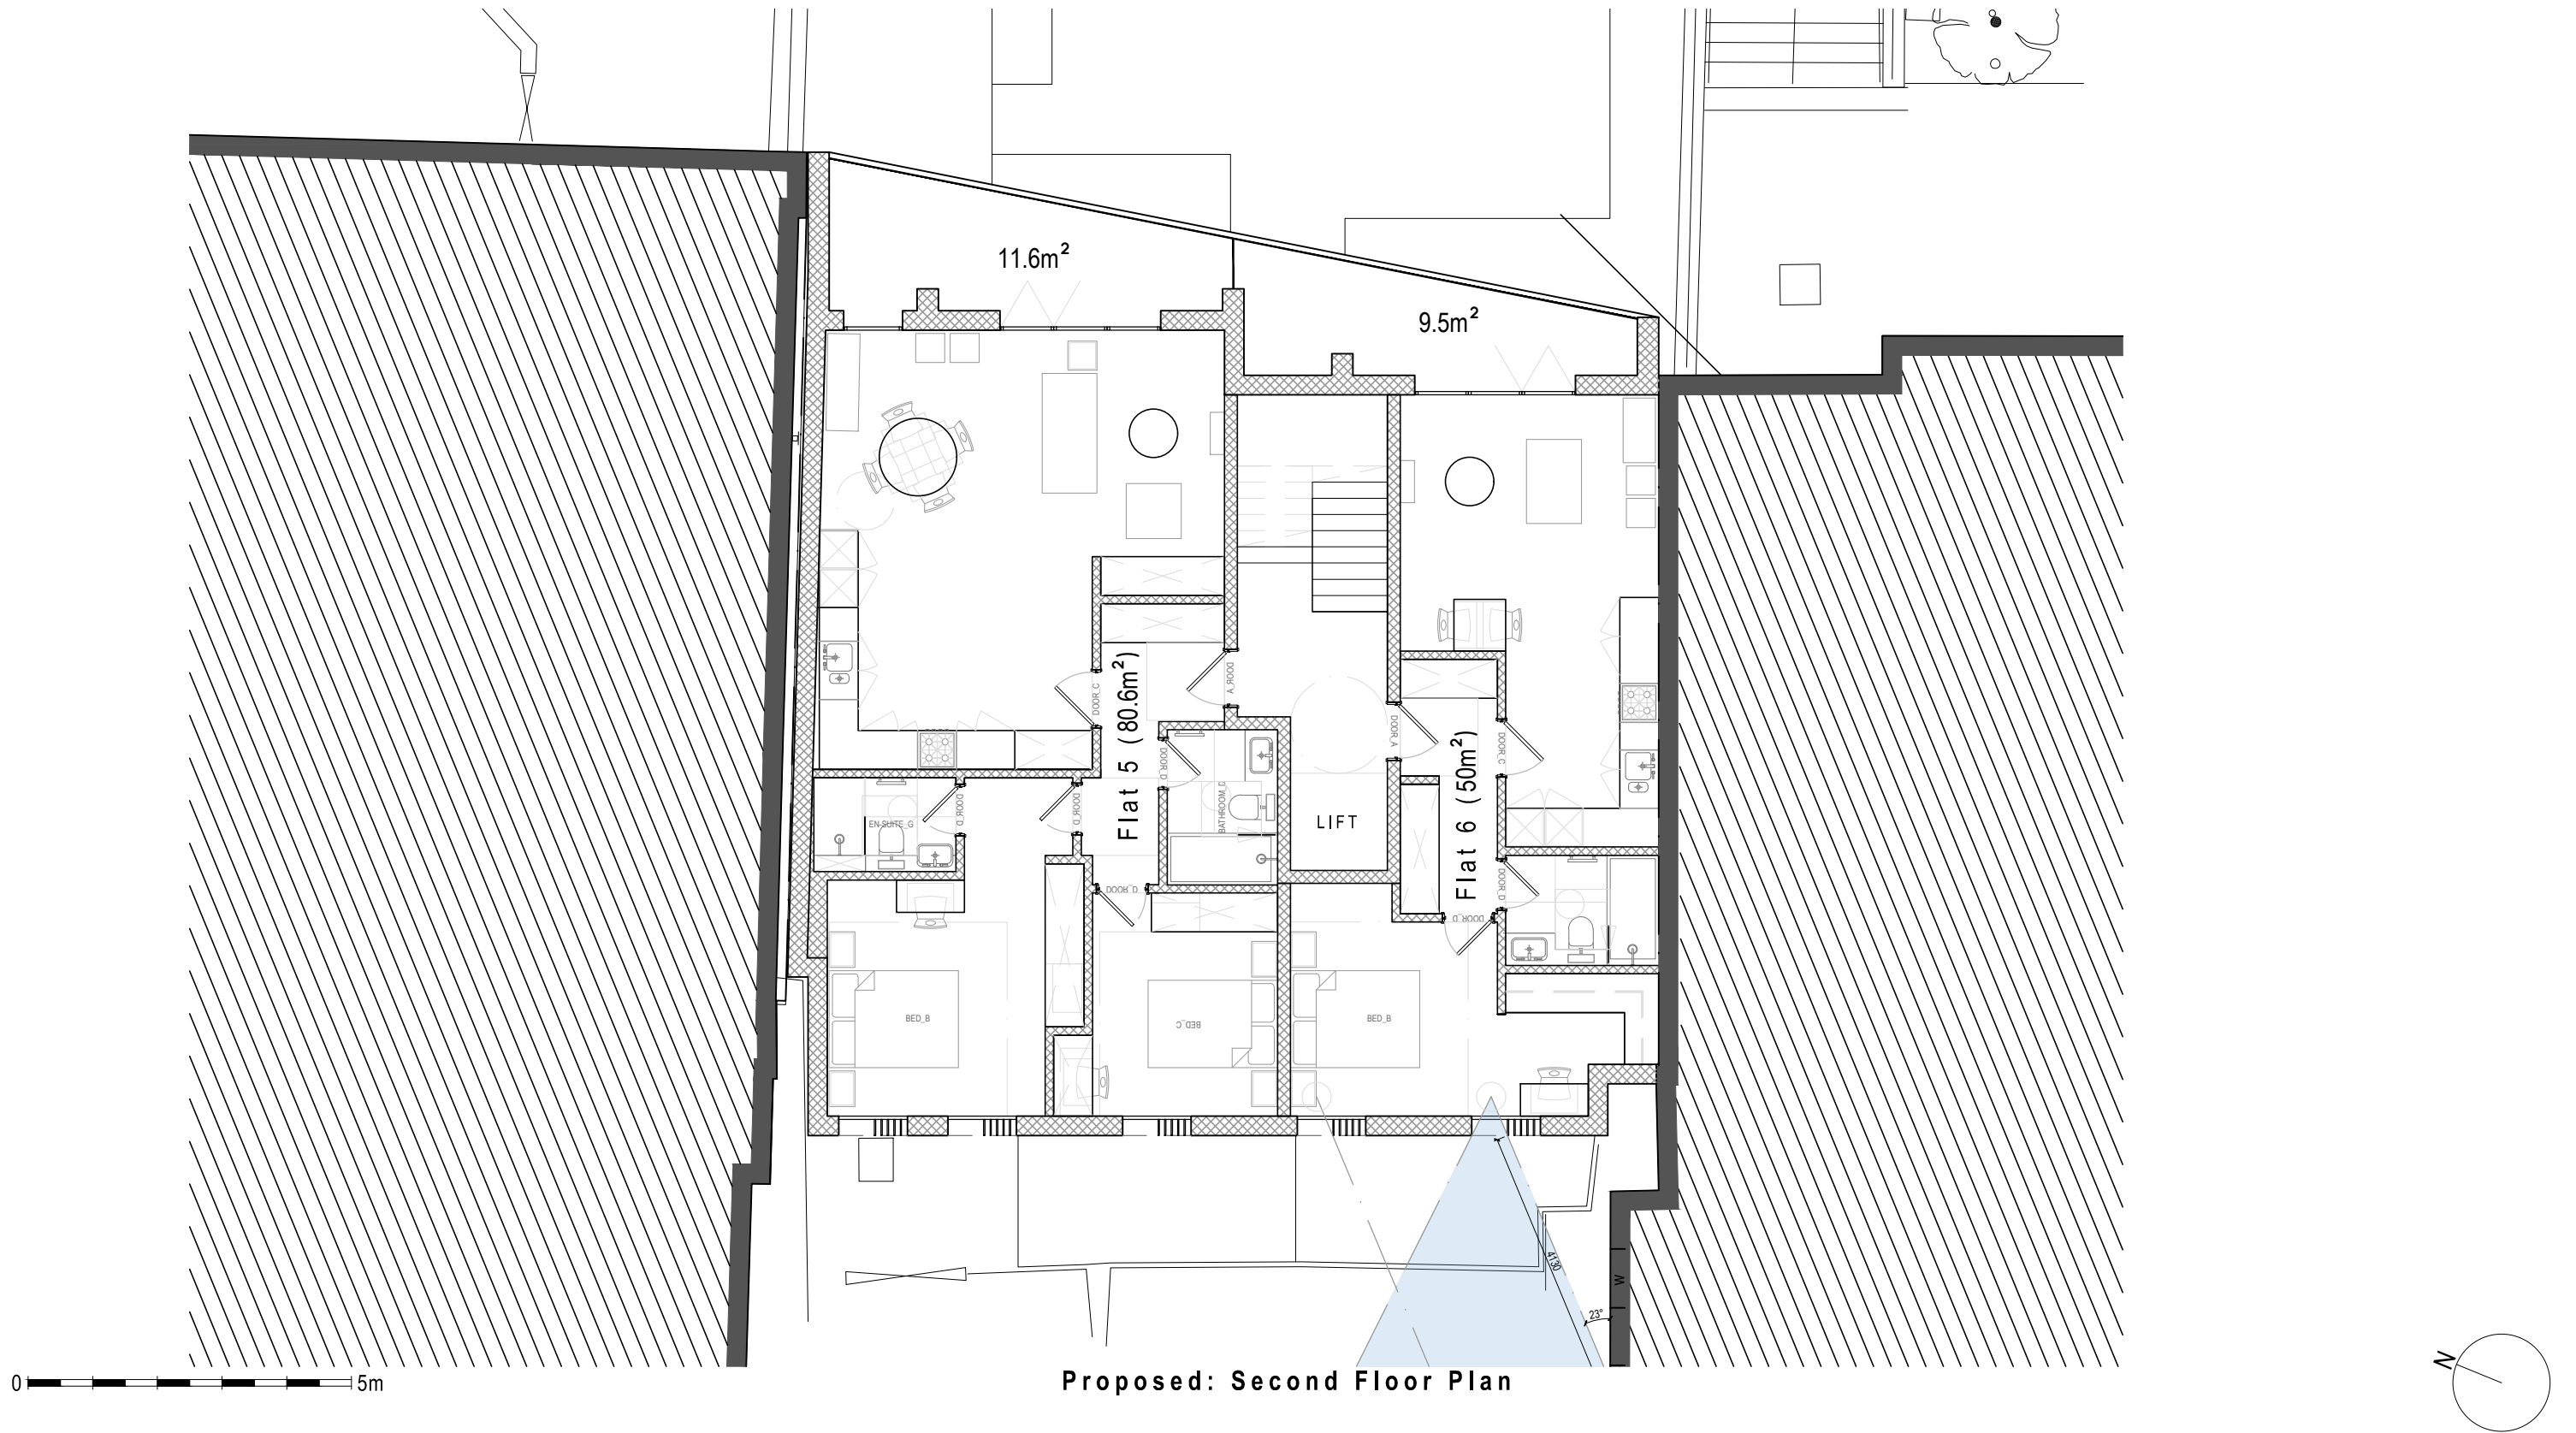 11.6m²
9.5m²
DOOR_C
Flat 5 (80.6m²)
DOOR_A
DOOR_A
DOOR_C
Flat 6 (50m²)
DOOR_D
DOOR_D
DOOR_D
EN-SUITE_G
BATHROOM_D
LIFT
DOOR_D
DOOR_D
DOOR_D
BED_B
BED_C
BED_B
4130
W
23°
0
5m
Proposed: Second Floor Plan
N